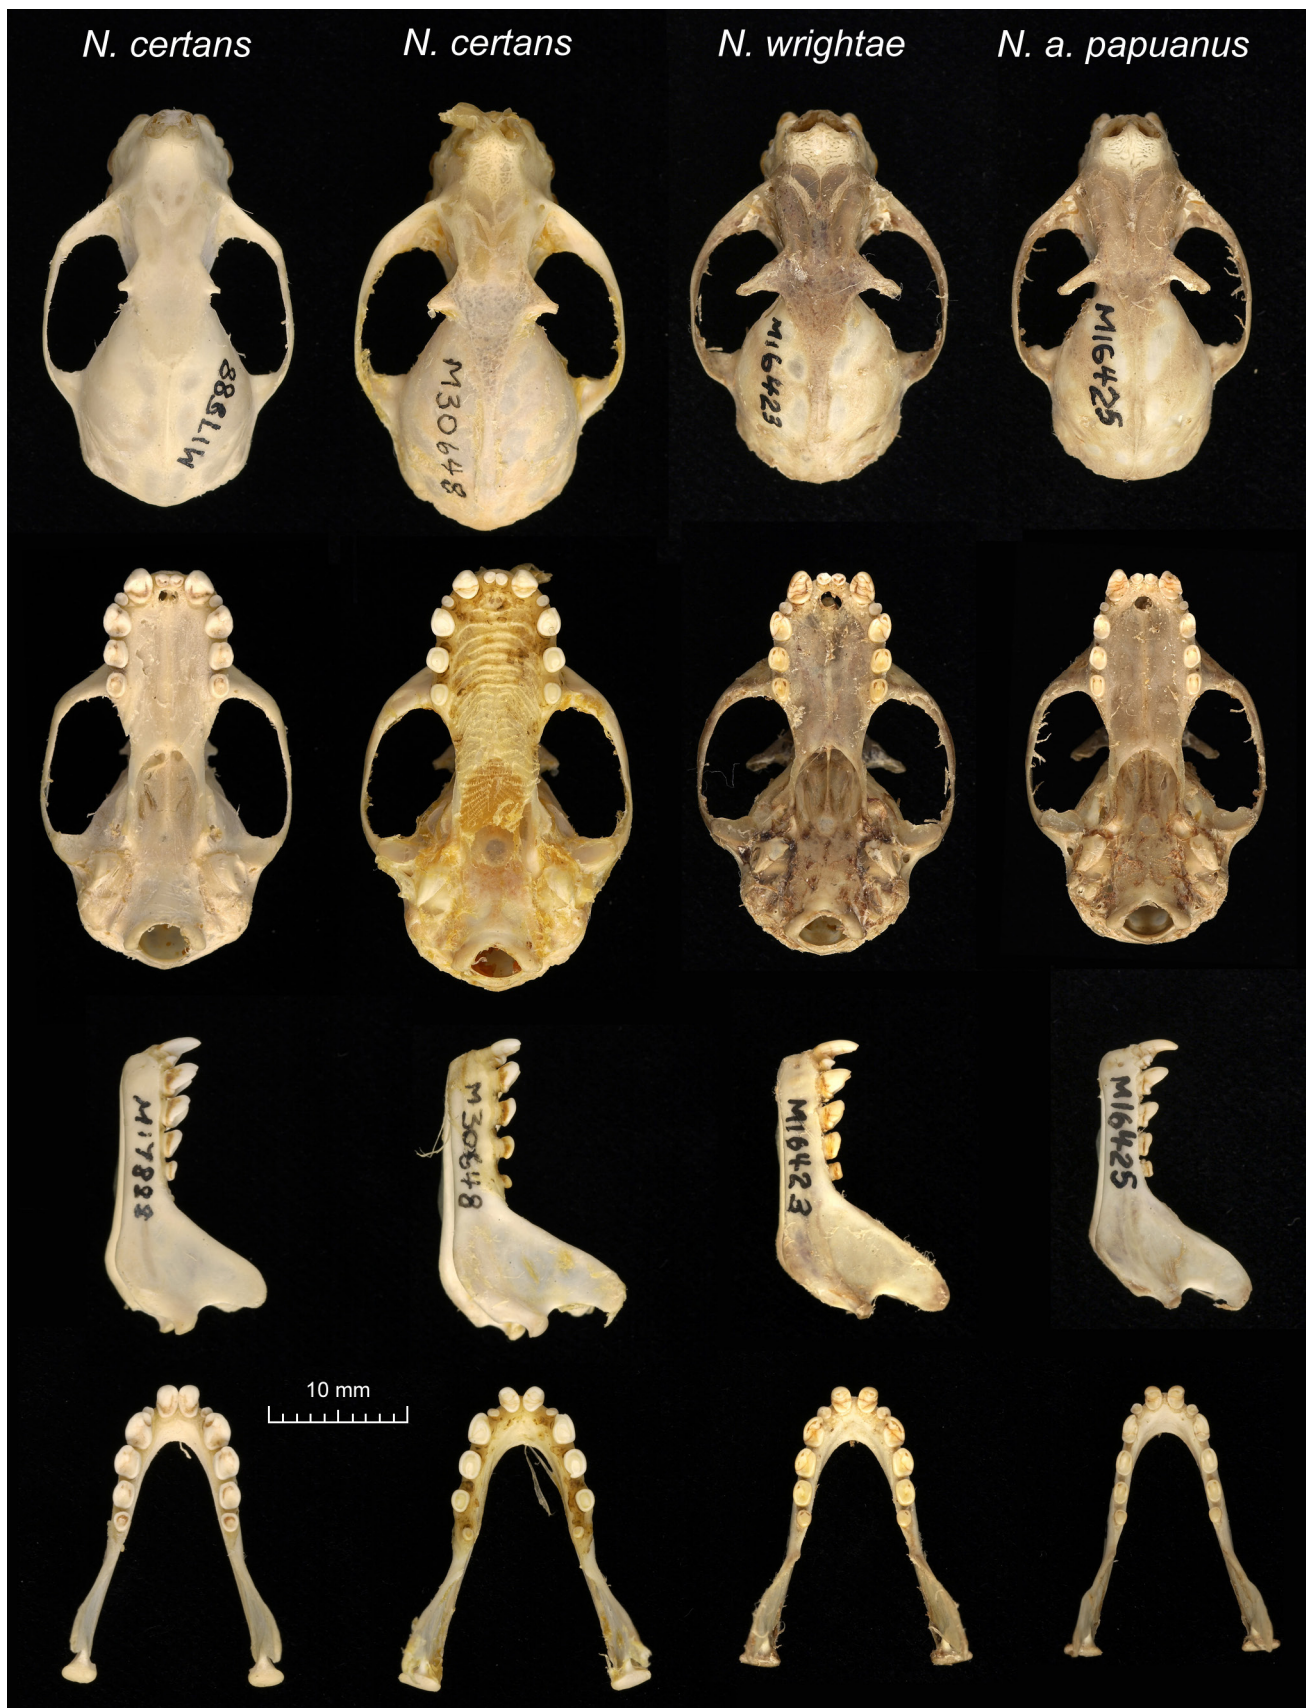 N. certans
N. certans
N. wrightae
N. a. papuanus
M17888
M30648
M16423
M16425
M17888
M30648
M16423
M16425
10 mm